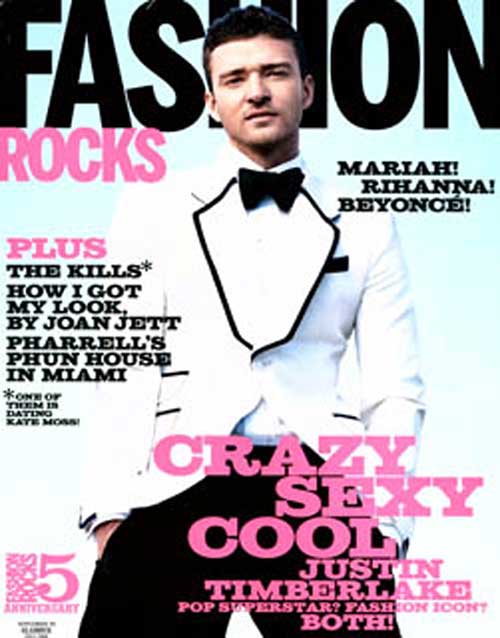 FASHION
ROCKS
MARIAH!
RIHANNA!
BEYONCÉ!
PLUS
THE KILLS*
HOW I GOT
MY LOOK,
BY JOAN JETT
PHARRELL'S
PHUN HOUSE
IN MIAMI
*ONE OF
THEM IS
DATING
KATE MOSS!
CRAZY
SEXY
COOL
JUSTIN
TIMBERLAKE
POP SUPERSTAR? FASHION ICON?
BOTH!
FASHION
ROCKS
5
ANNIVERSARY